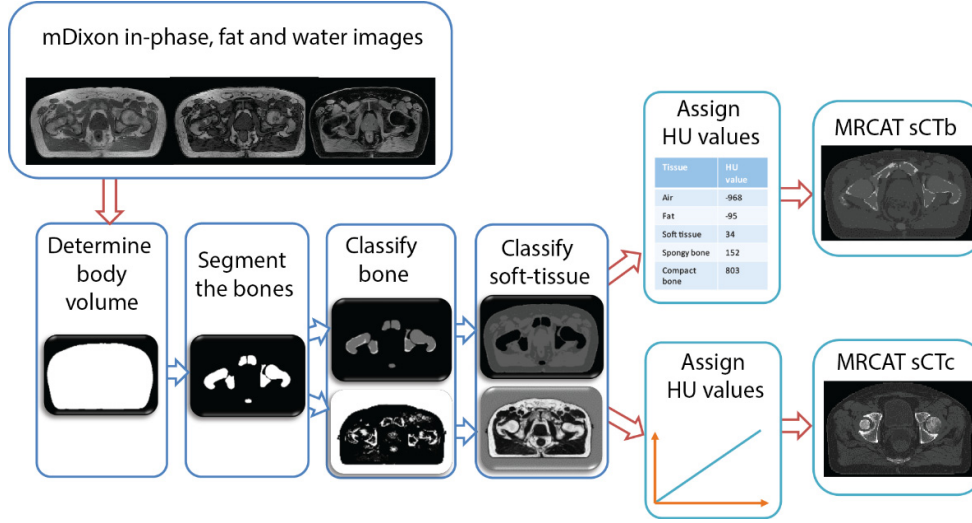 mDixon in-phase, fat and water images
Determine
body
volume
Segment
the bones
Classify
bone
Classify
soft-tissue
Assign
HU values
Tissue HU
value
Air -968
Fat -95
Soft tissue 34
Spongy bone 152
Compact 803
bone
MRCAT sCTb
Assign
HU values
MRCAT sCTc